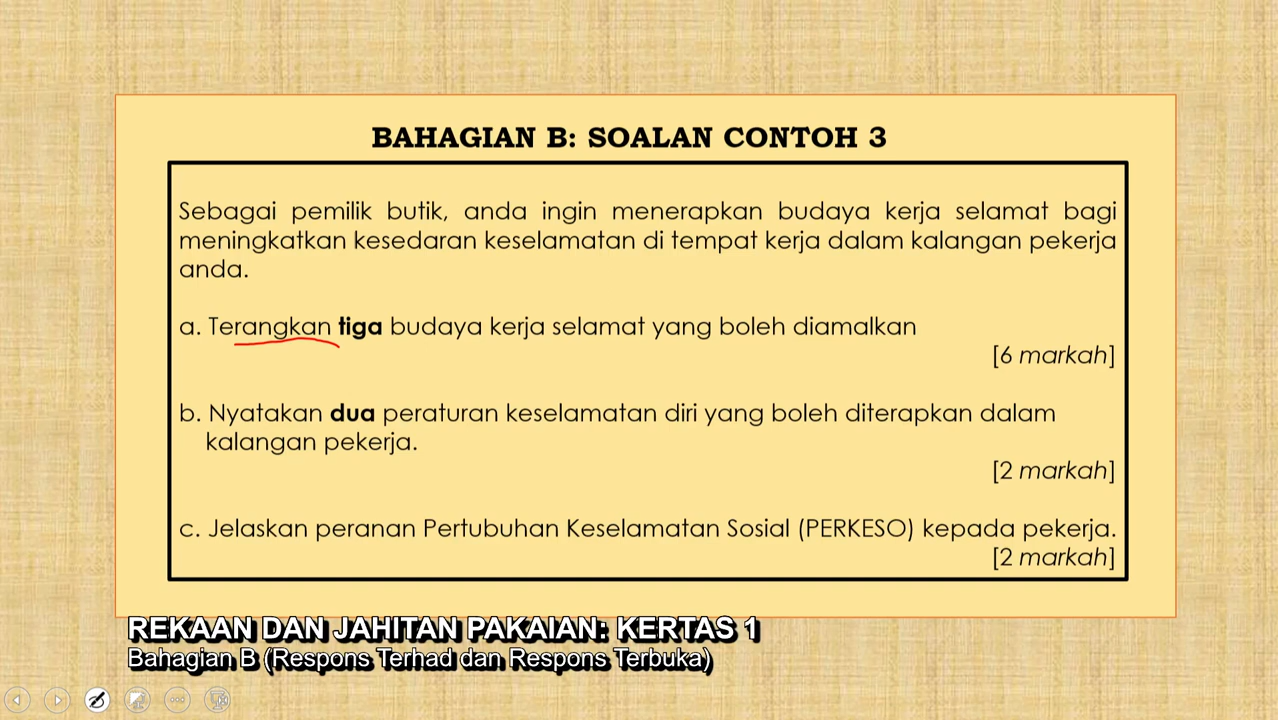 BAHAGIAN B: SOALAN CONTOH 3
Sebagai pemilik butik, anda ingin menerapkan budaya kerja selamat bagi
meningkatkan kesedaran keselamatan di tempat kerja dalam kalangan pekerja
anda.
a. Terangkan tiga budaya kerja selamat yang boleh diamalkan
[6 markah]
b. Nyatakan dua peraturan keselamatan diri yang boleh diterapkan dalam
kalangan pekerja.
[2 markah]
c. Jelaskan peranan Pertubuhan Keselamatan Sosial (PERKESO) kepada pekerja.
[2 markah]
REKAAN DAN JAHITAN PAKAIAN: KERTAS 1
Bahagian B (Respons Terhad dan Respons Terbuka)